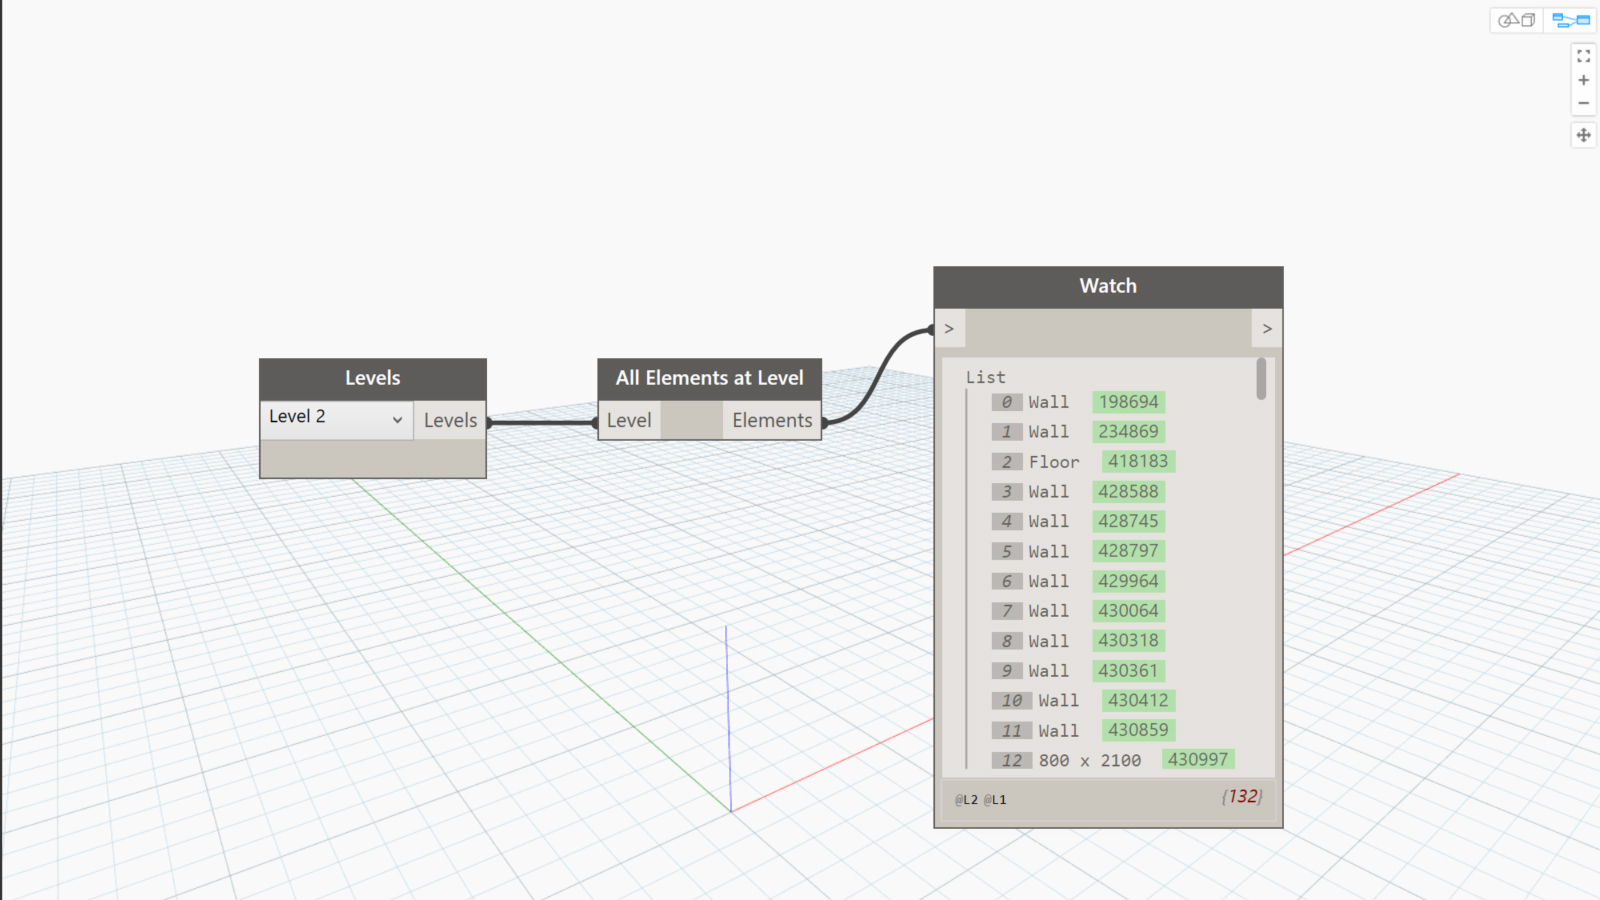 Levels
Level 2
Levels
All Elements at Level
Level
Elements
Watch
>
>
List
0 Wall 198694
1 Wall 234869
2 Floor 418183
3 Wall 428588
4 Wall 428745
5 Wall 428797
6 Wall 429964
7 Wall 430064
8 Wall 430318
9 Wall 430361
10 Wall 430412
11 Wall 430859
12 800 x 2100 430997
@L2 @L1
{132}